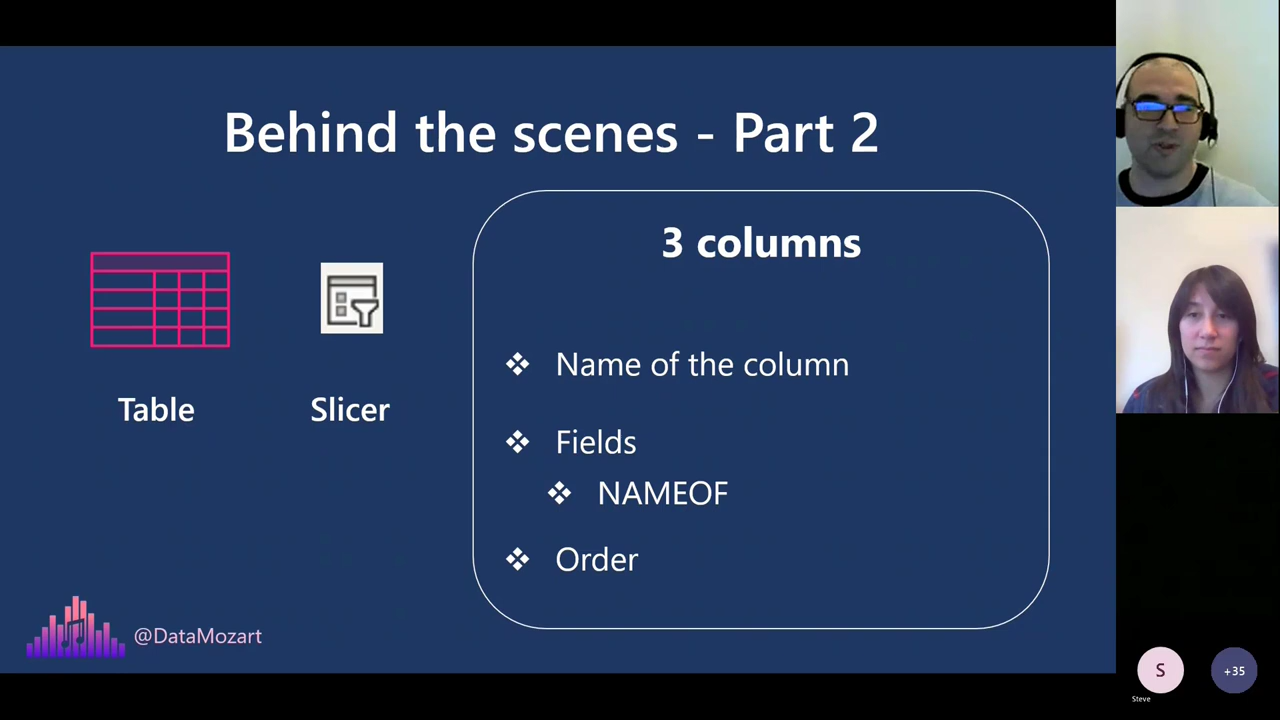 Behind the scenes - Part 2
Table
Slicer
3 columns
Name of the column
Fields
NAMEOF
Order
@DataMozart
S
Steve
+35